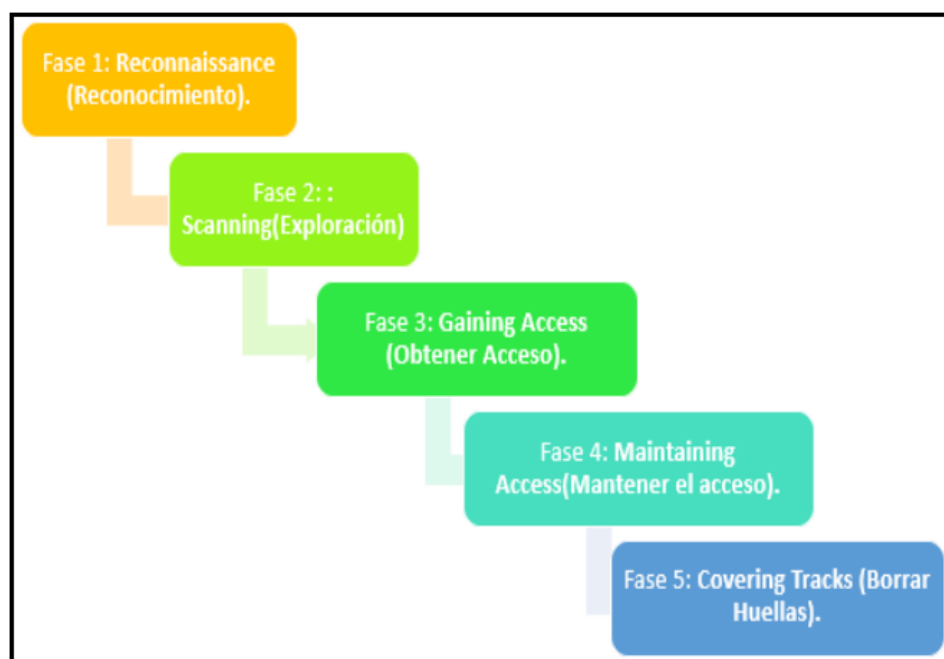 Fase 1: Reconnaissance
(Reconocimiento).
Fase 2: :
Scanning(Exploración)
Fase 3: Gaining Access
(Obtener Acceso).
Fase 4: Maintaining
Access(Mantener el acceso).
Fase 5: Covering Tracks (Borrar
Huellas).